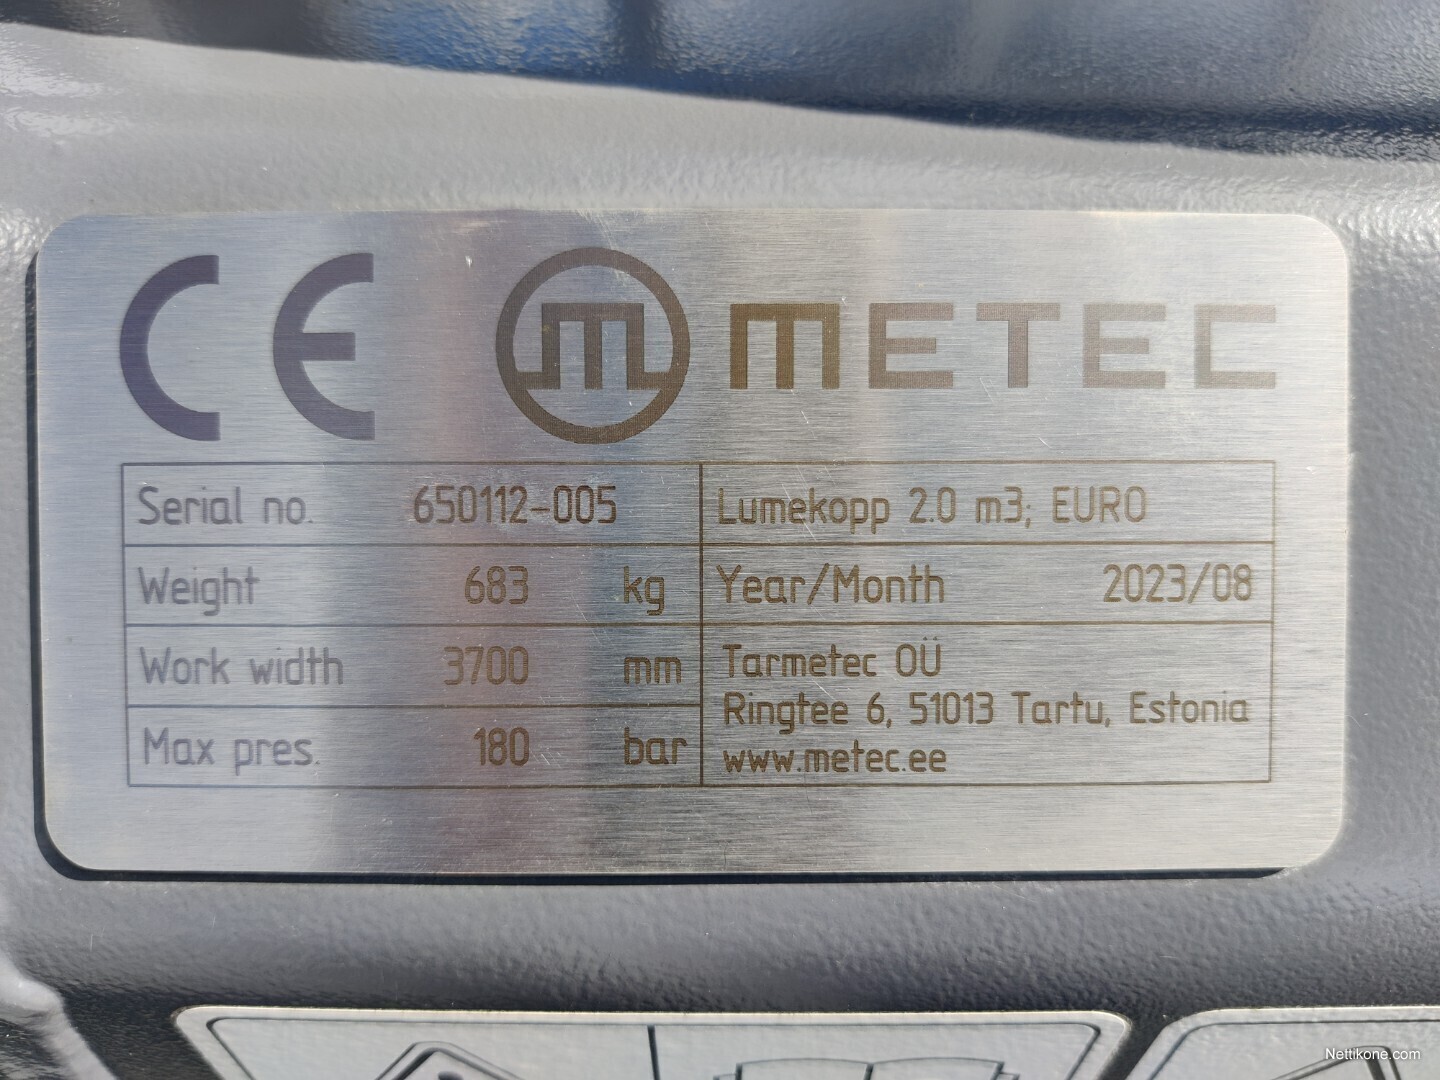 CE METEC
Serial no. 650112-005 Lumekopp 2.0 m3; EURO
Weight 683 kg Year/Month 2023/08
Work width 3700 mm Tarmetec OÜ
Ringtee 6, 51013 Tartu, Estonia
Max pres. 180 bar www.metec.ee
Nettikone.com